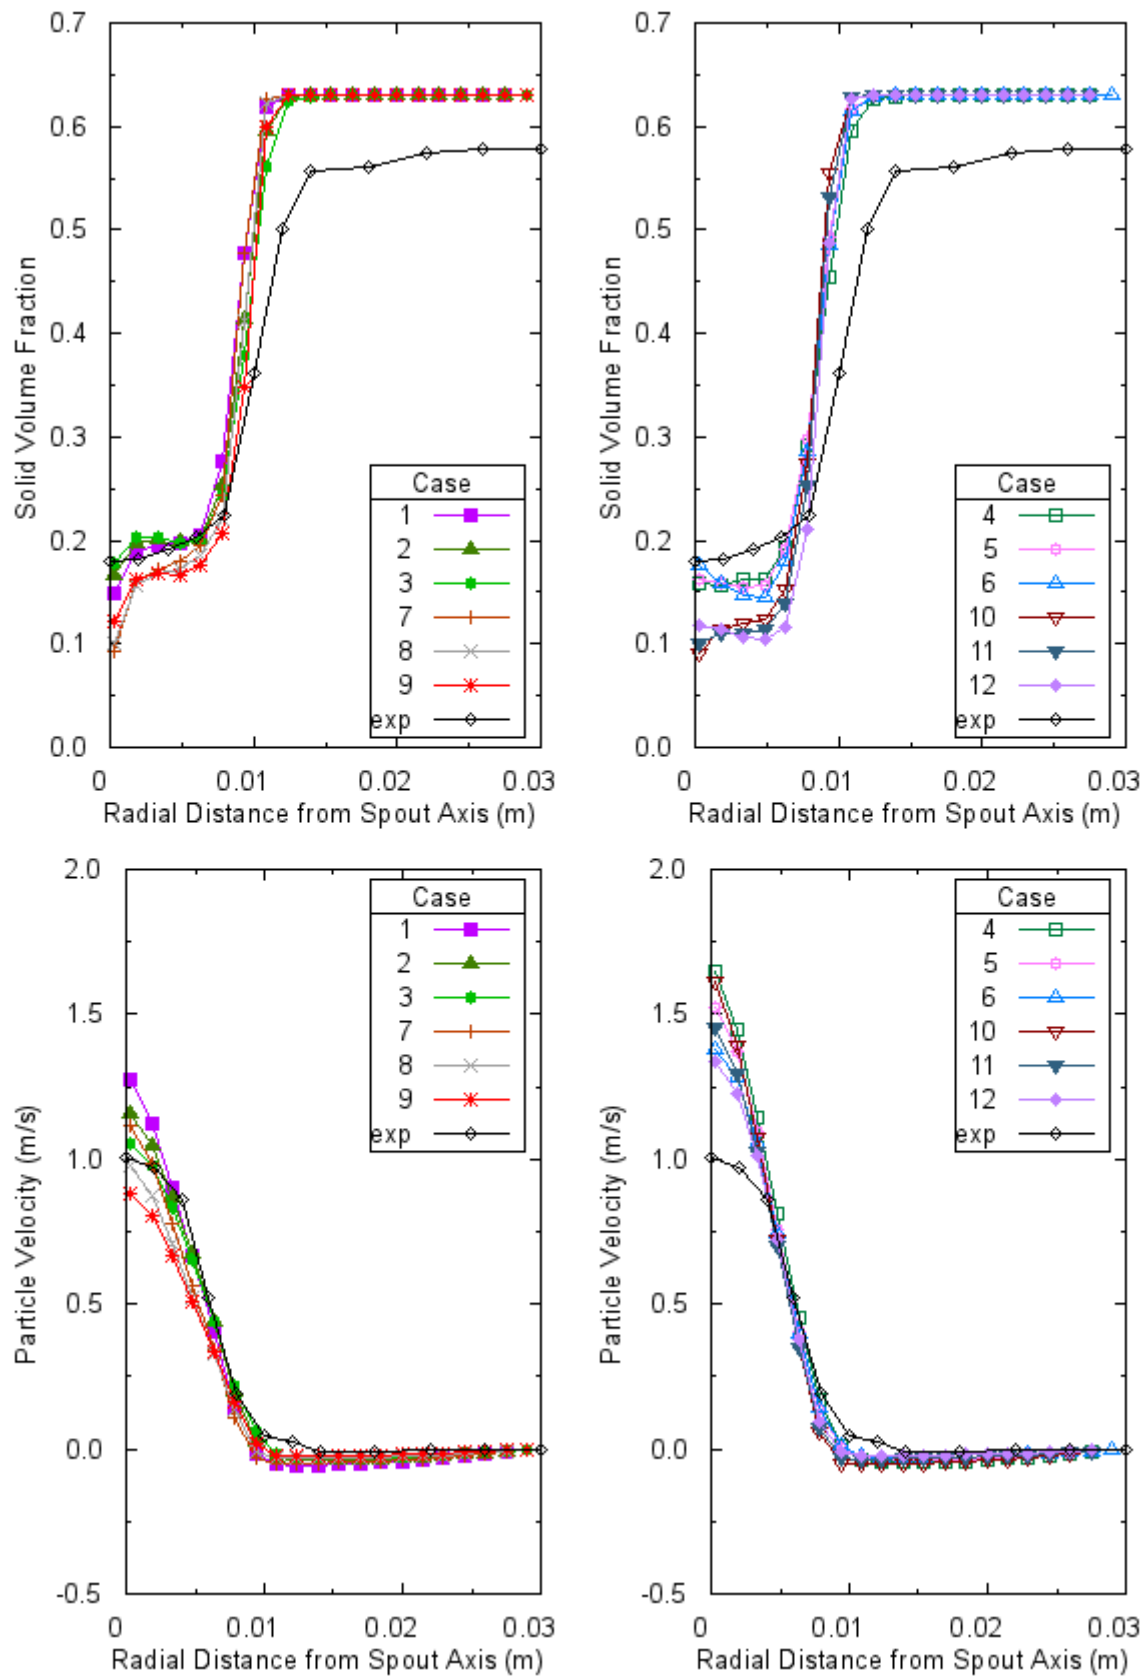 0.7
0.6
0.5
0.4
0.3
0.2
0.1
0.0
Solid Volume Fraction
Case
1
2
3
7
8
9
exp
0 0.01 0.02 0.03
Radial Distance from Spout Axis (m)
0.7
0.6
0.5
0.4
0.3
0.2
0.1
0.0
Solid Volume Fraction
Case
4
5
6
10
11
12
exp
0 0.01 0.02 0.03
Radial Distance from Spout Axis (m)
2.0
1.5
1.0
0.5
0.0
-0.5
Particle Velocity (m/s)
Case
1
2
3
7
8
9
exp
0 0.01 0.02 0.03
Radial Distance from Spout Axis (m)
2.0
1.5
1.0
0.5
0.0
-0.5
Particle Velocity (m/s)
Case
4
5
6
10
11
12
exp
0 0.01 0.02 0.03
Radial Distance from Spout Axis (m)